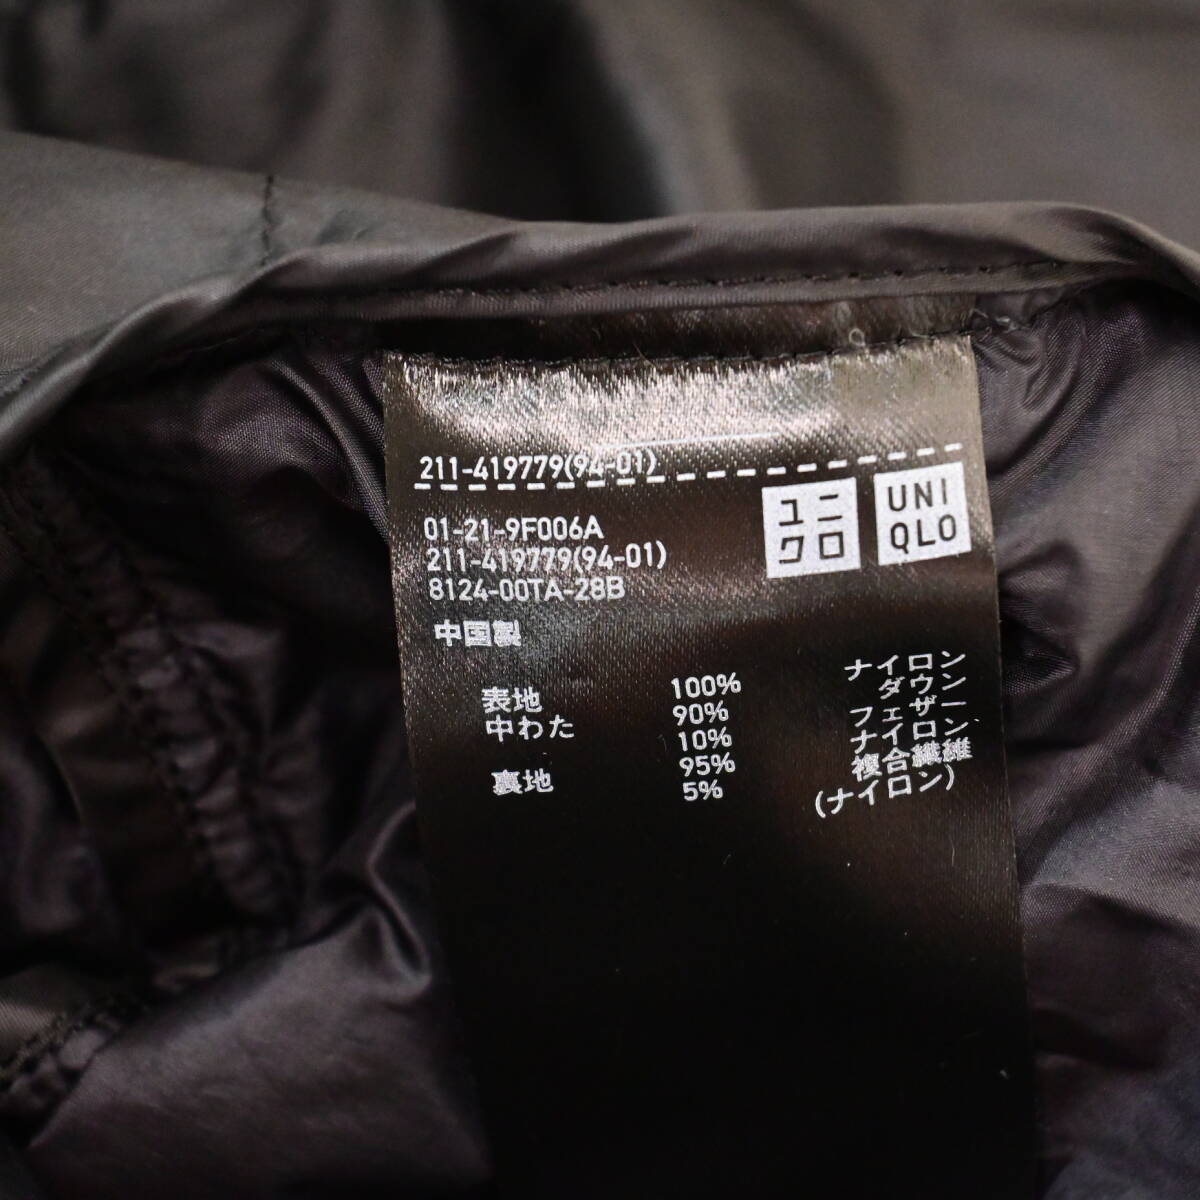 211-419779(94-01)
ユニ
クロ
UNI
QLO
01-21-9F006A
211-419779(94-01)
8124-00TA-28B
中国製
表地 100% ナイロン
中わた 90% ダウン
10% フェザー
裏地 95% ナイロン
5% 複合繊維
(ナイロン)